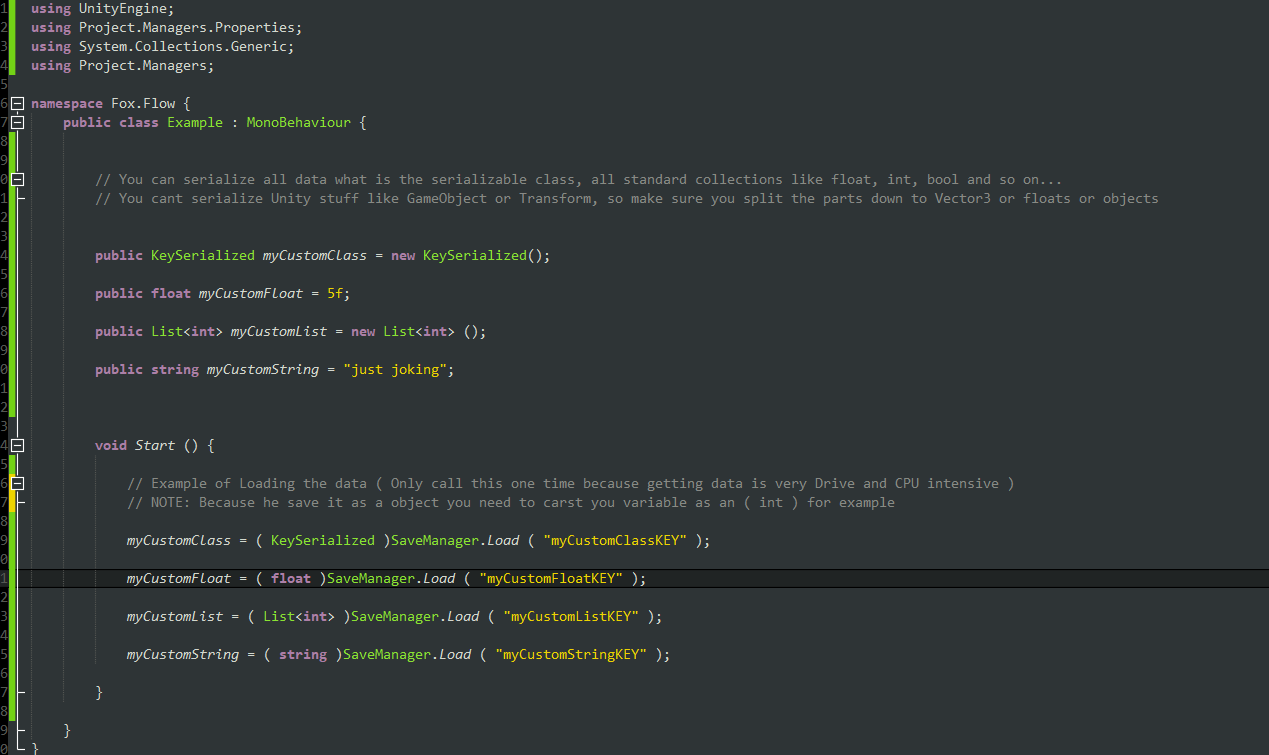 1 using UnityEngine;
2 using Project.Managers.Properties;
3 using System.Collections.Generic;
4 using Project.Managers;
5
6 namespace Fox.Flow {
7 public class Example : MonoBehaviour {
8
9
0 // You can serialize all data what is the serializable class, all standard collections like float, int, bool and so on...
1 // You cant serialize Unity stuff like GameObject or Transform, so make sure you split the parts down to Vector3 or floats or objects
2
3
4 public KeySerialized myCustomClass = new KeySerialized();
5
6 public float myCustomFloat = 5f;
7
8 public List<int> myCustomList = new List<int> ();
9
0 public string myCustomString = "just joking";
1
2
3
4 void Start () {
5
6 // Example of Loading the data ( Only call this one time because getting data is very Drive and CPU intensive )
7 // NOTE: Because he save it as a object you need to carst you variable as an ( int ) for example
8
9 myCustomClass = ( KeySerialized )SaveManager.Load ( "myCustomClassKEY" );
0
1 myCustomFloat = ( float )SaveManager.Load ( "myCustomFloatKEY" );
2
3 myCustomList = ( List<int> )SaveManager.Load ( "myCustomListKEY" );
4
5 myCustomString = ( string )SaveManager.Load ( "myCustomStringKEY" );
6
7 }
8
9 }
0 }